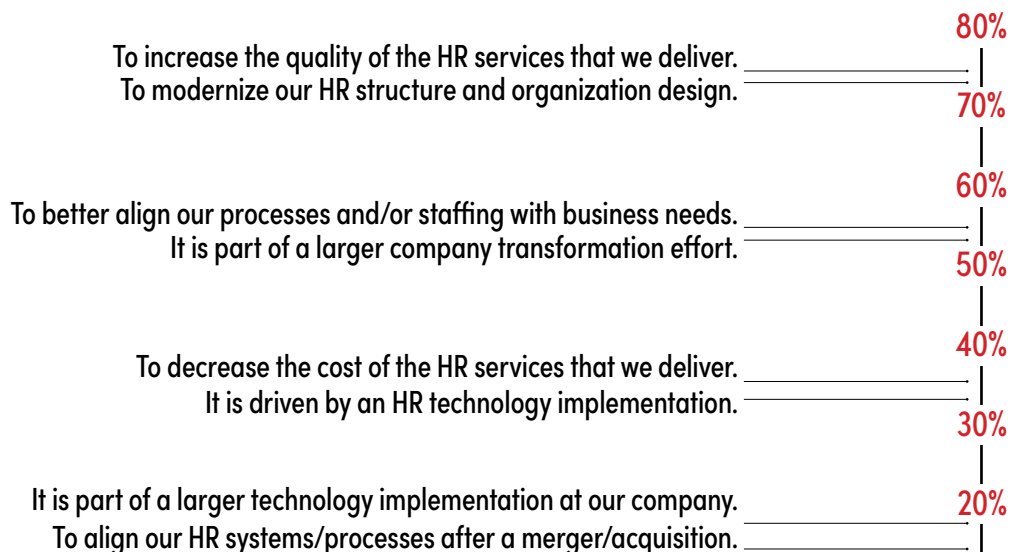 80%
To increase the quality of the HR services that we deliver.
To modernize our HR structure and organization design.
70%
60%
To better align our processes and/or staffing with business needs.
It is part of a larger company transformation effort.
50%
40%
To decrease the cost of the HR services that we deliver.
It is driven by an HR technology implementation.
30%
It is part of a larger technology implementation at our company.
20%
To align our HR systems/processes after a merger/acquisition.